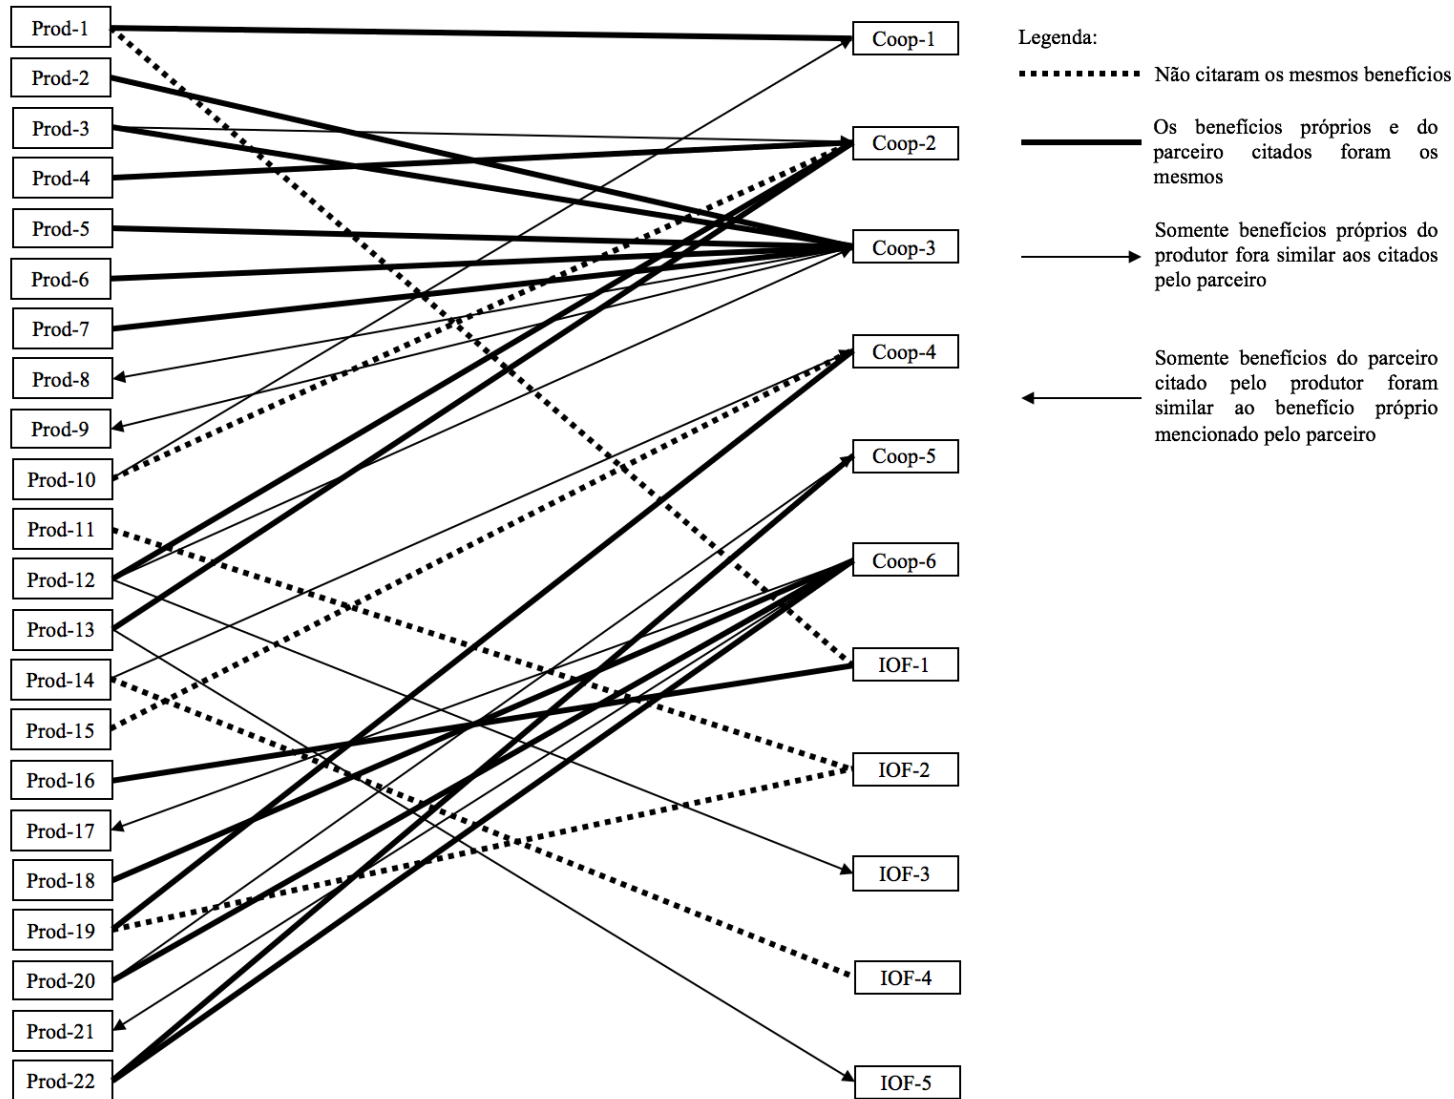 Prod-1
Prod-2
Prod-3
Prod-4
Prod-5
Prod-6
Prod-7
Prod-8
Prod-9
Prod-10
Prod-11
Prod-12
Prod-13
Prod-14
Prod-15
Prod-16
Prod-17
Prod-18
Prod-19
Prod-20
Prod-21
Prod-22
Coop-1
Coop-2
Coop-3
Coop-4
Coop-5
Coop-6
IOF-1
IOF-2
IOF-3
IOF-4
IOF-5
Legenda:
Não citaram os mesmos benefícios
Os benefícios próprios e do
parceiro citados foram os
mesmos
Somente benefícios próprios do
produtor fora similar aos citados
pelo parceiro
Somente benefícios do parceiro
citado pelo produtor foram
similar ao benefício próprio
mencionado pelo parceiro